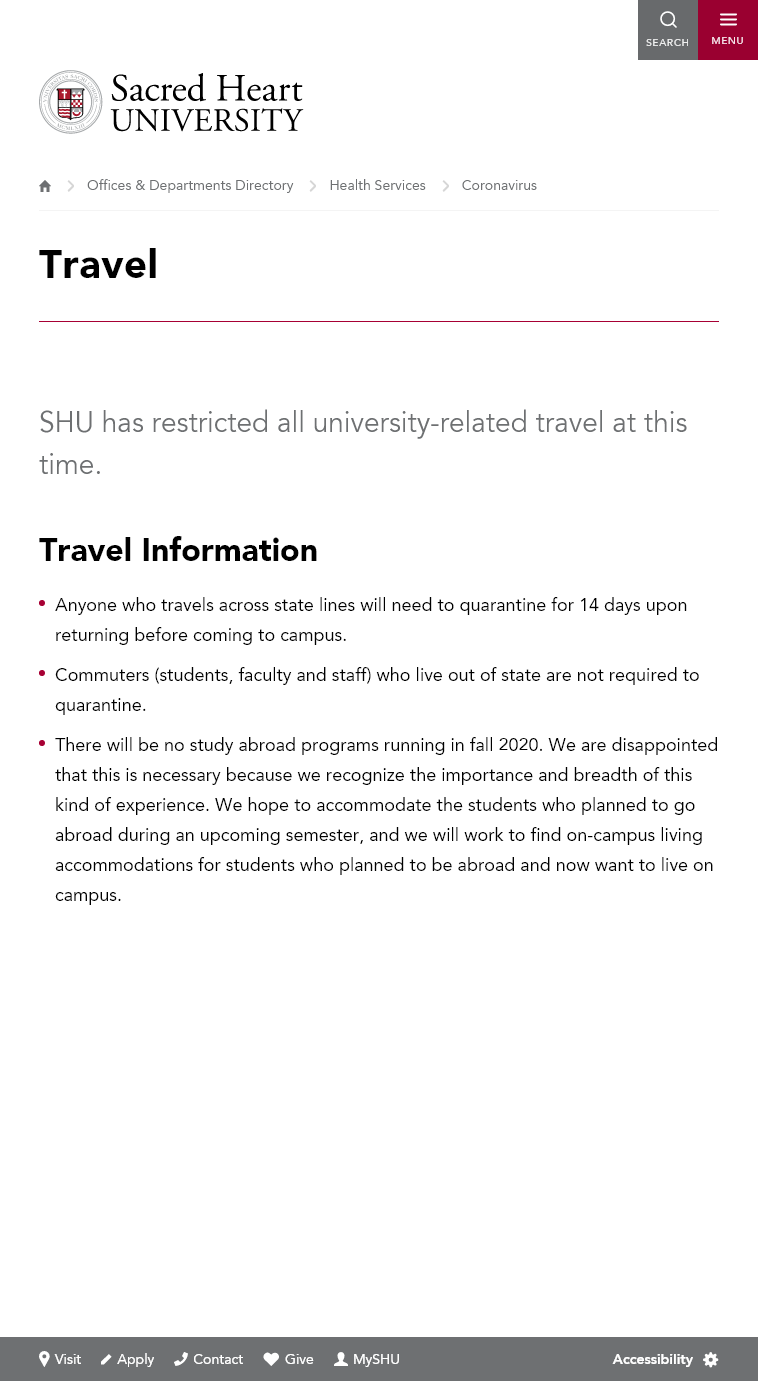 SEARCH
MENU
Sacred Heart
UNIVERSITY
Offices & Departments Directory
Health Services
Coronavirus
Travel
SHU has restricted all university-related travel at this
time.
Travel Information
Anyone who travels across state lines will need to quarantine for 14 days upon
returning before coming to campus.
Commuters (students, faculty and staff) who live out of state are not required to
quarantine.
There will be no study abroad programs running in fall 2020. We are disappointed
that this is necessary because we recognize the importance and breadth of this
kind of experience. We hope to accommodate the students who planned to go
abroad during an upcoming semester, and we will work to find on-campus living
accommodations for students who planned to be abroad and now want to live on
campus.
Visit
Apply
Contact
Give
MySHU
Accessibility